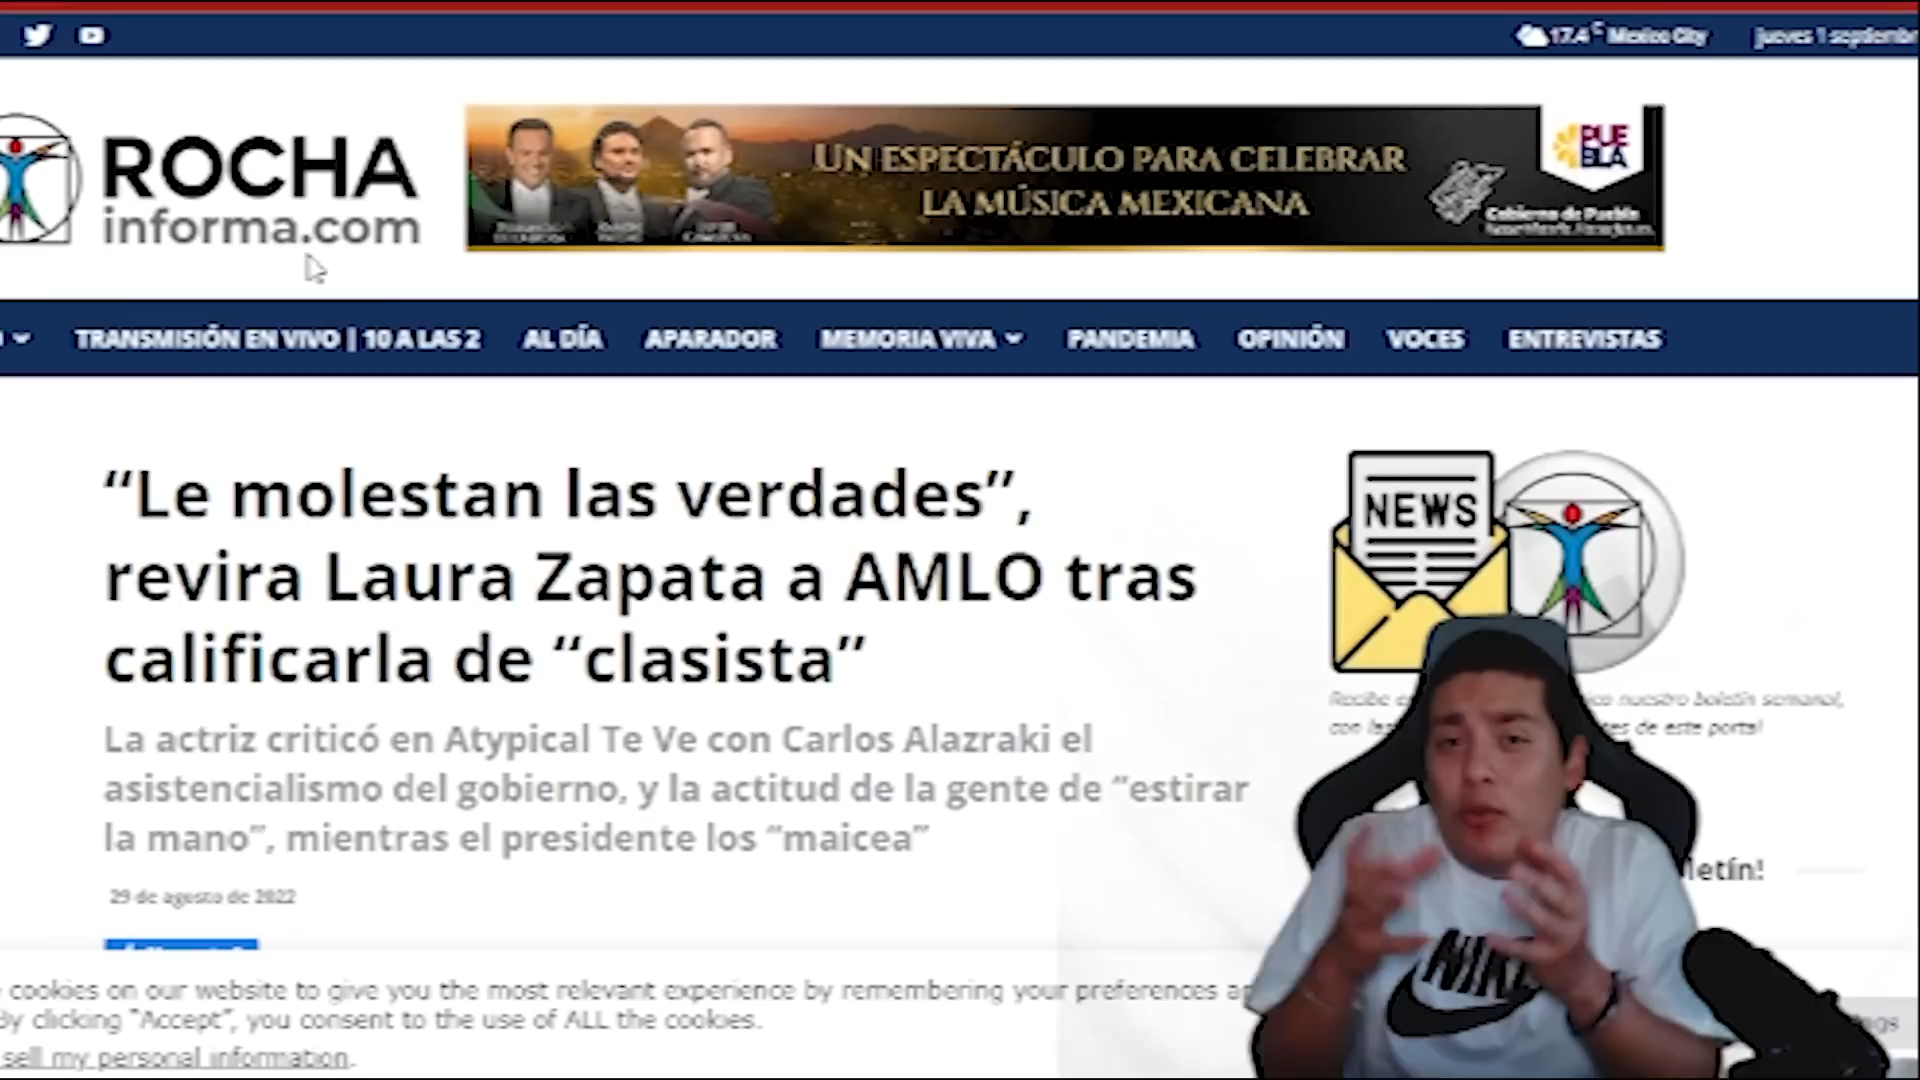 17.4 C Mexico City
jueves 1 septiembr
ROCHA
informa.com
UN ESPECTÁCULO PARA CELEBRAR
LA MÚSICA MEXICANA
PUE
BLA
Gobierno de Puebla
TRANSMISIÓN EN VIVO | 10 A LAS 2
AL DÍA
APARADOR
MEMORIA VIVA
PANDEMIA
OPINIÓN
VOCES
ENTREVISTAS
“Le molestan las verdades”,
revira Laura Zapata a AMLO tras
calificarla de “clasista”
La actriz criticó en Atypical Te Ve con Carlos Alazraki el
asistencialismo del gobierno, y la actitud de la gente de “estirar
la mano”, mientras el presidente los “maicea”
29 de agosto de 2022
NEWS
Recibe
co nuestro boletín semanal,
con las
es de este portal
letín!
NIKE
cookies on our website to give you the most relevant experience by remembering your preferences a
By clicking “Accept”, you consent to the use of ALL the cookies.
sell my personal information.